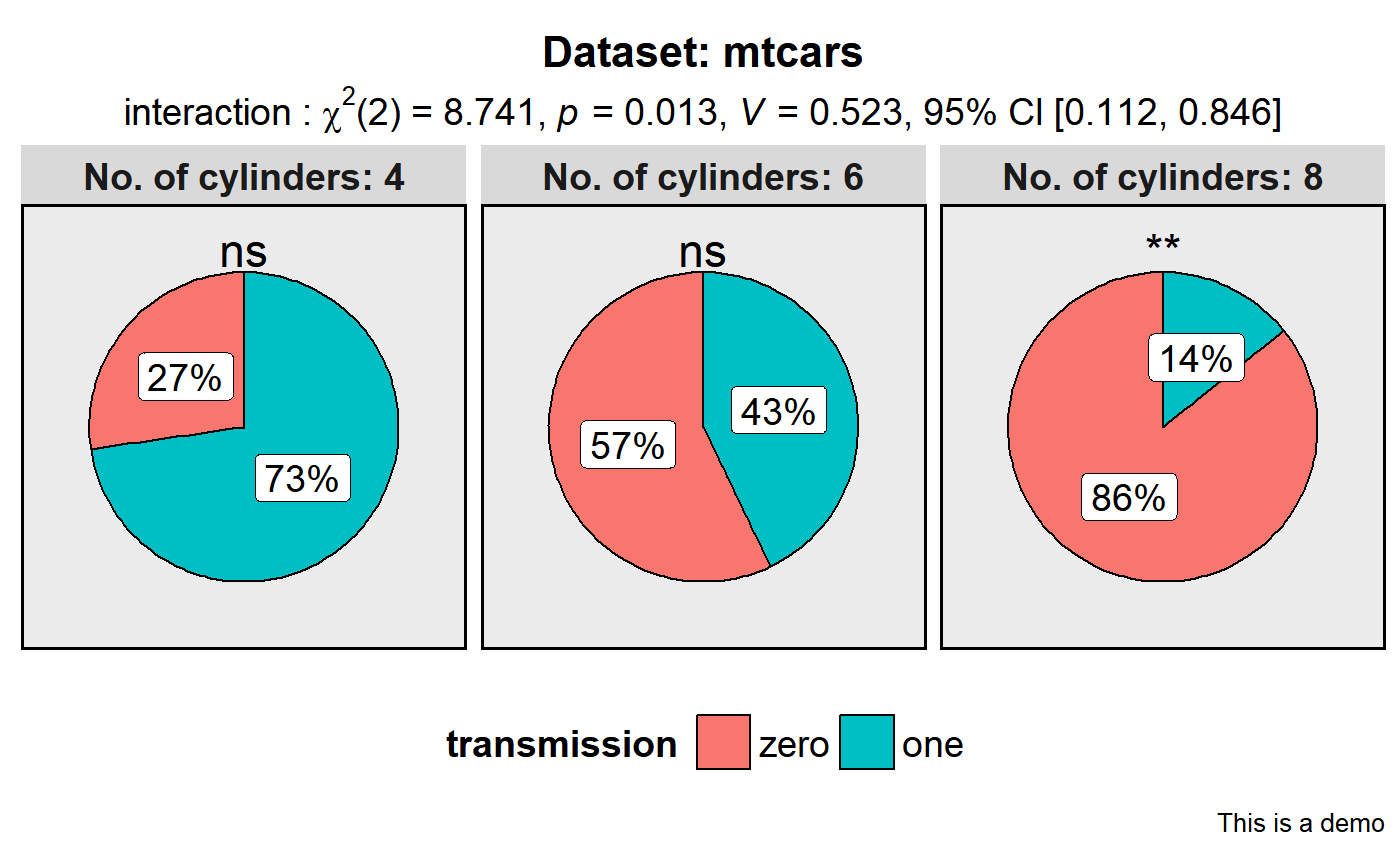 Dataset: mtcars
interaction : χ²(2) = 8.741, p = 0.013, V = 0.523, 95% CI [0.112, 0.846]
No. of cylinders: 4
ns
27%
73%
No. of cylinders: 6
ns
43%
57%
No. of cylinders: 8
**
14%
86%
transmission zero one
This is a demo